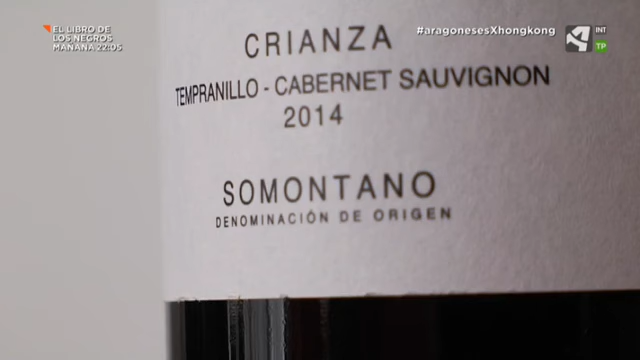 EL LIBRO DE
LOS NEGROS
MAÑANA 22:05
#aragonesesXhongkong
INT
TP
CRIANZA
TEMPRANILLO - CABERNET SAUVIGNON
2014
SOMONTANO
DENOMINACIÓN DE ORIGEN